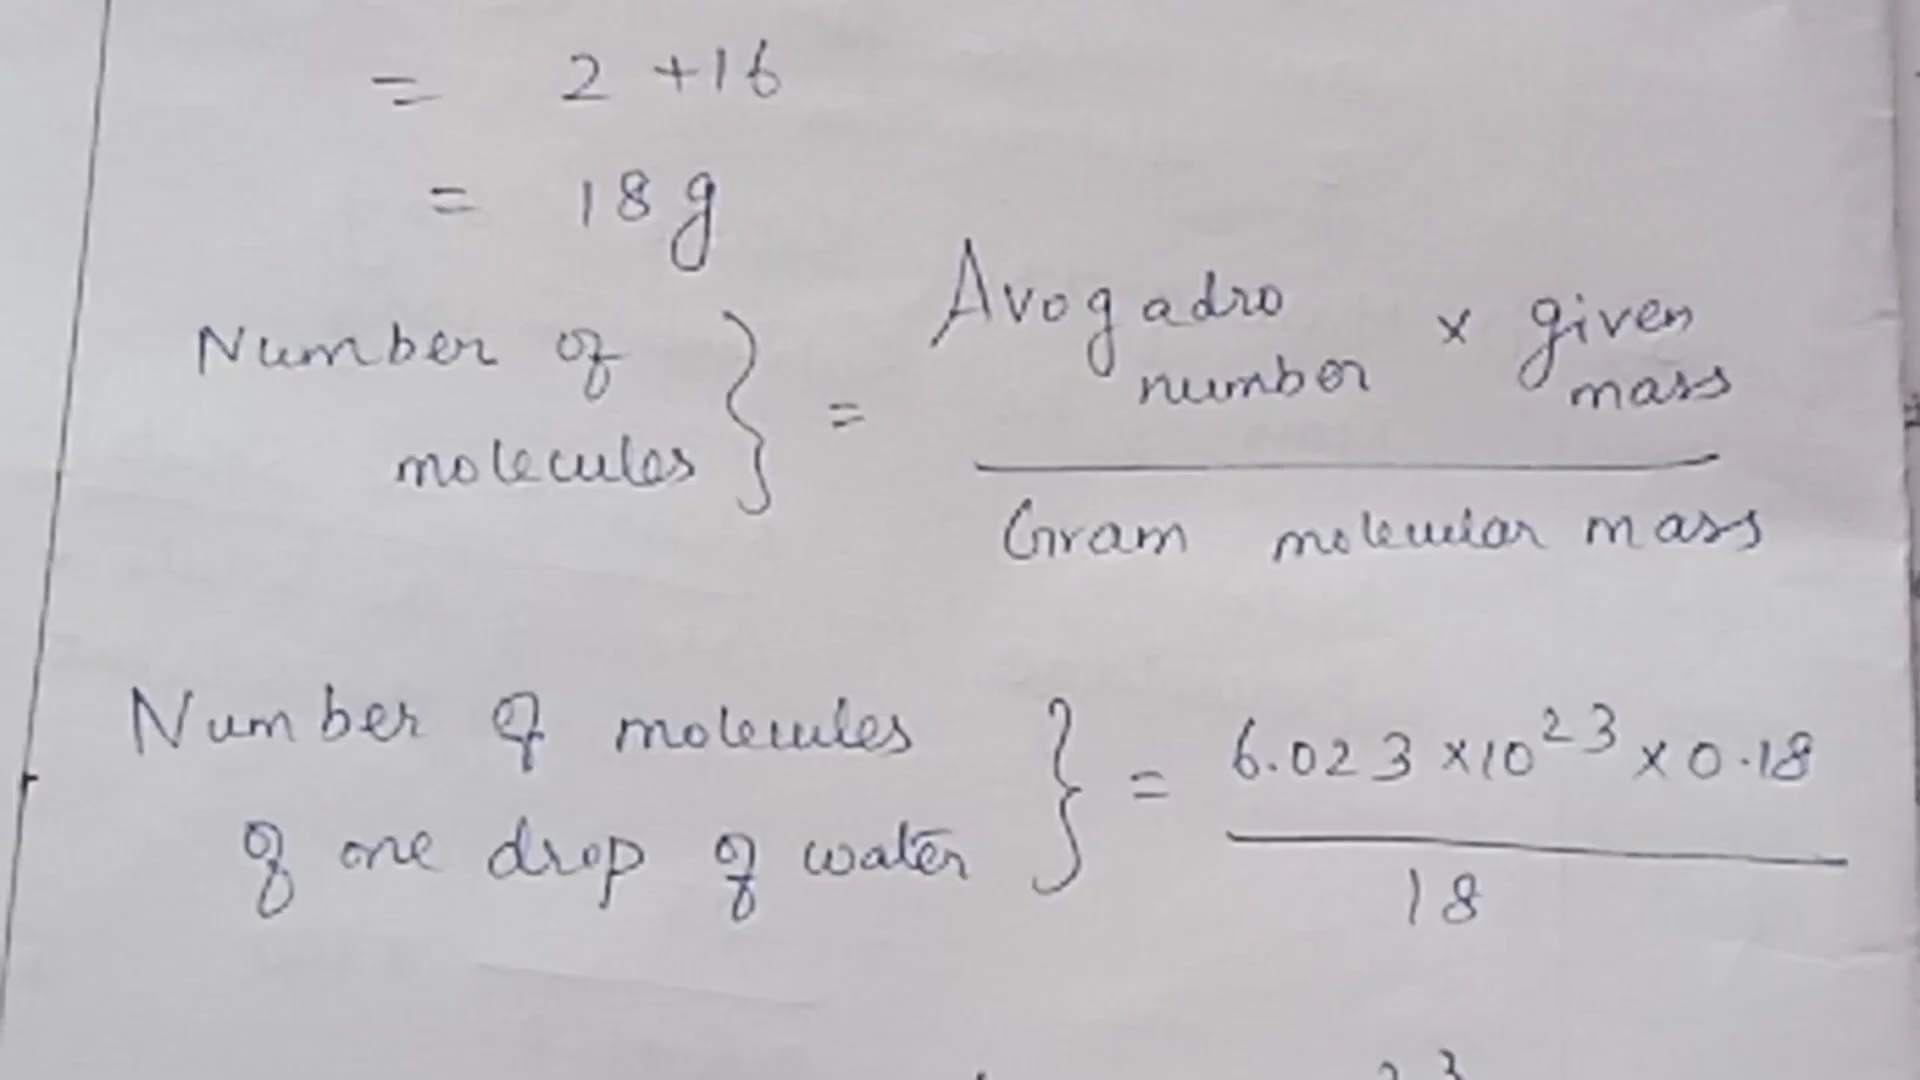 = 2 + 16
= 18 g
Number of molecules } = Avogadro number × given mass
Gram molecular mass
Number of molecules
of one drop of water } = 6.023 × 10²³ × 0.18
18